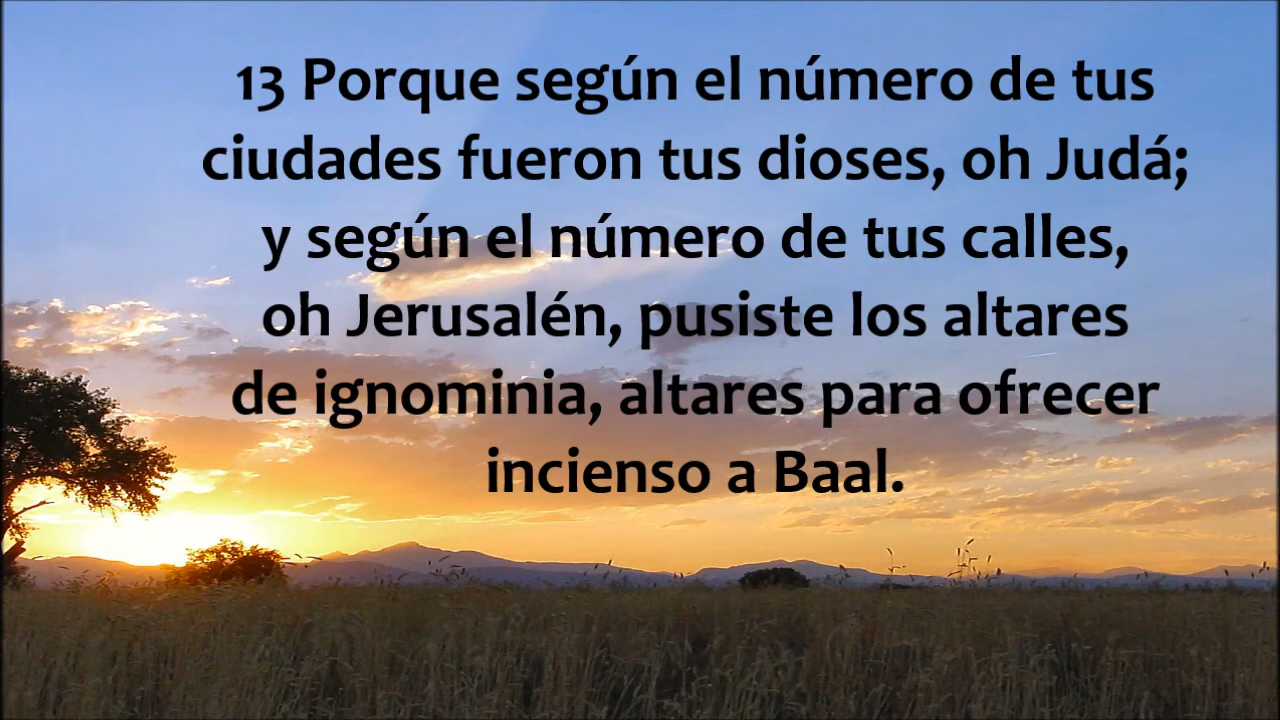 13 Porque según el número de tus
ciudades fueron tus dioses, oh Judá;
y según el número de tus calles,
oh Jerusalén, pusiste los altares
de ignominia, altares para ofrecer
incienso a Baal.